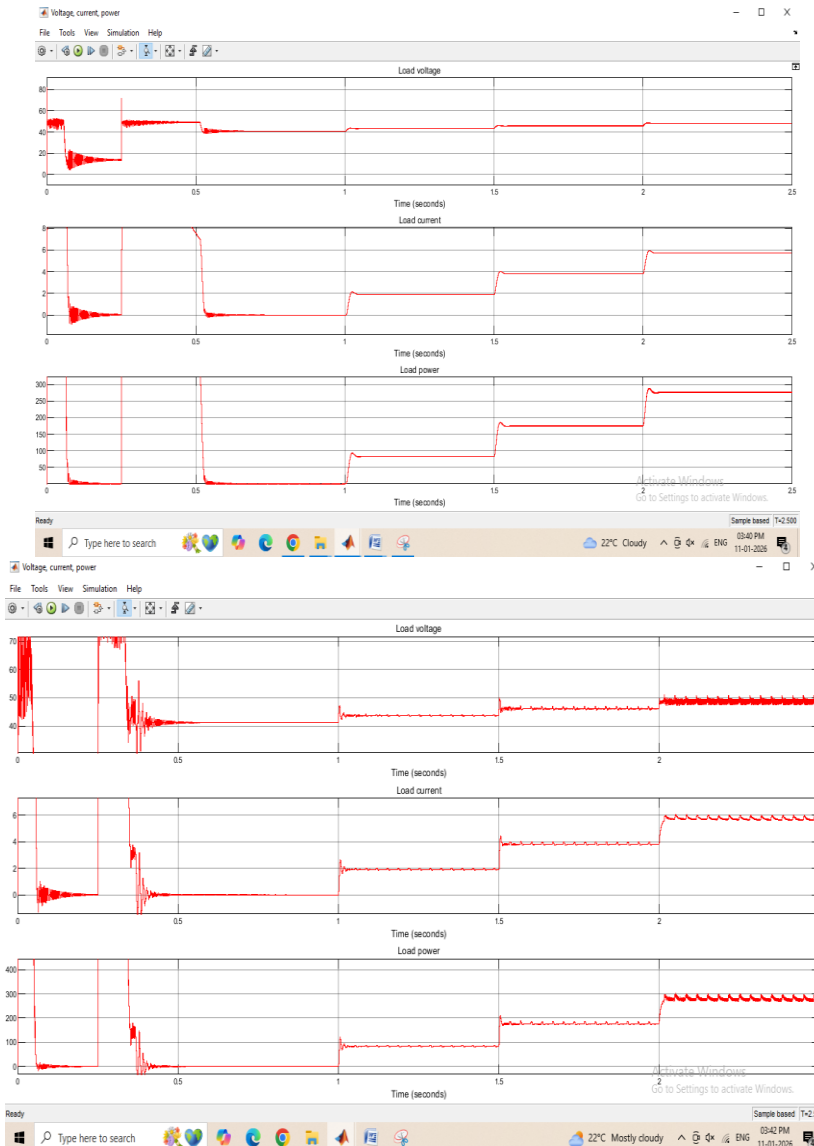 Voltage, current, power
File Tools View Simulation Help
Load voltage
80
60
40
20
0
0 0.5 1 1.5 2 2.5
Time (seconds)
Load current
8
6
4
2
0
0 0.5 1 1.5 2 2.5
Time (seconds)
Load power
300
250
200
150
100
50
0 0.5 1 1.5 2 2.5
Time (seconds)
Activate Windows
Go to Settings to activate Windows.
Ready Sample based T=2.500
Type here to search 22°C Cloudy ENG 03:40 PM
11-01-2026
4
Voltage, current, power
File Tools View Simulation Help
Load voltage
70
60
50
40
0 0.5 1 1.5 2
Time (seconds)
Load current
6
4
2
0
0 0.5 1 1.5 2
Time (seconds)
Load power
400
300
200
100
0
0 0.5 1 1.5 2
Time (seconds)
Activate Windows
Go to Settings to activate Windows.
Ready Sample based T=2.
Type here to search 22°C Mostly cloudy ENG 03:42 PM
11-01-2026